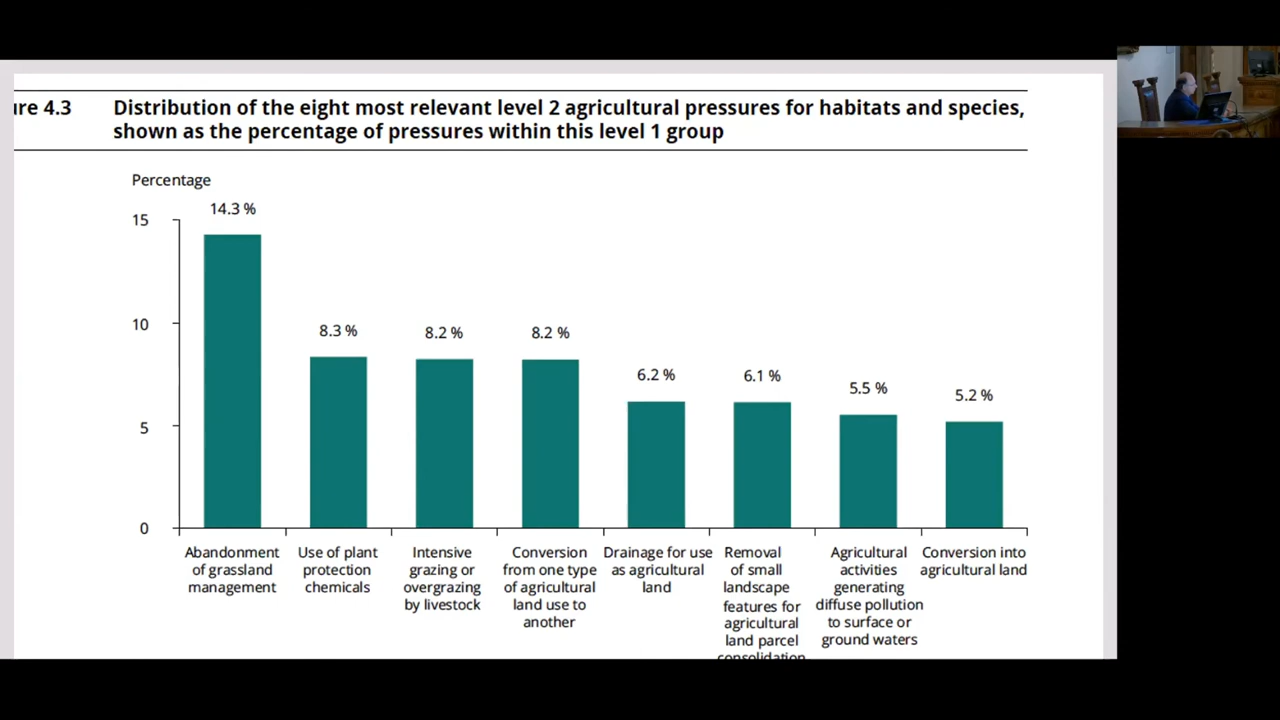 ure 4.3
Distribution of the eight most relevant level 2 agricultural pressures for habitats and species,
shown as the percentage of pressures within this level 1 group
Percentage
15
10
5
0
14.3 %
8.3 %
8.2 %
8.2 %
6.2 %
6.1 %
5.5 %
5.2 %
Abandonment
of grassland
management
Use of plant
protection
chemicals
Intensive
grazing or
overgrazing
by livestock
Conversion
from one type
of agricultural
land use to
another
Drainage for use
as agricultural
land
Removal
of small
landscape
features for
agricultural
land parcel
consolidation
Agricultural
activities
generating
diffuse pollution
to surface or
ground waters
Conversion into
agricultural land